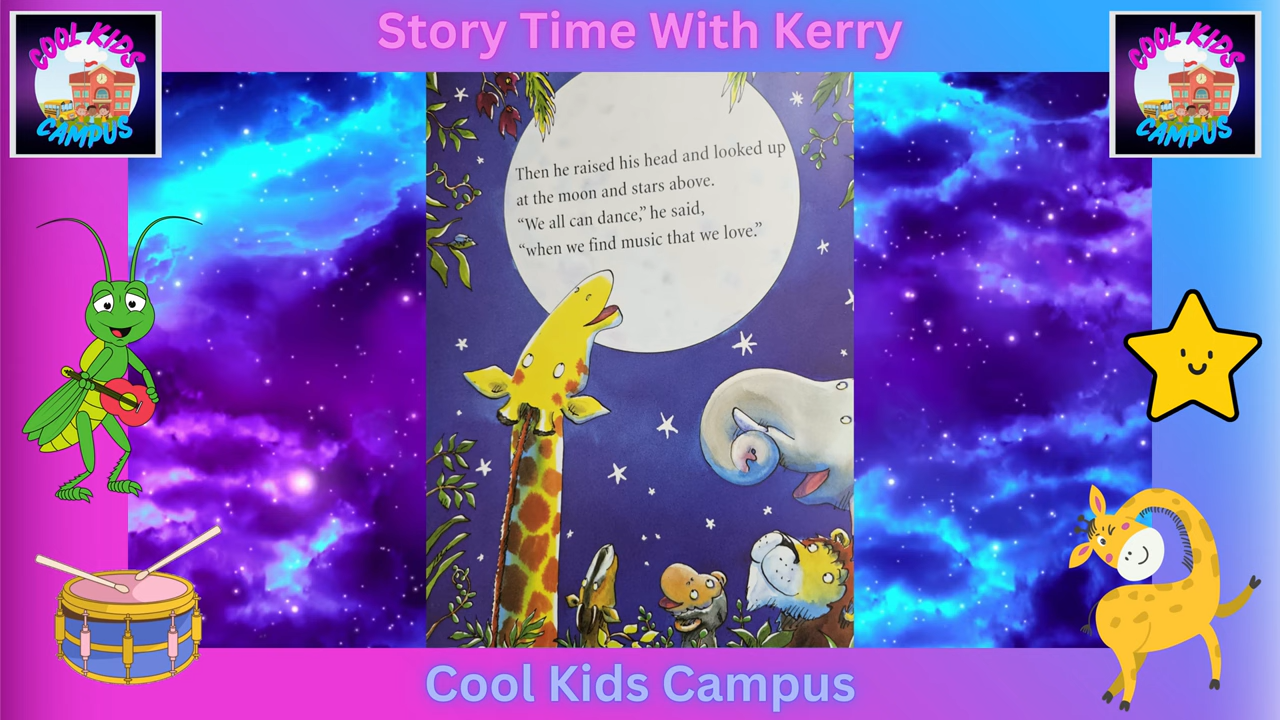 Story Time With Kerry
COOL KIDS
CAMPUS
COOL KIDS
CAMPUS
Then he raised his head and looked up
at the moon and stars above.
“We all can dance,” he said,
“when we find music that we love.”
Cool Kids Campus